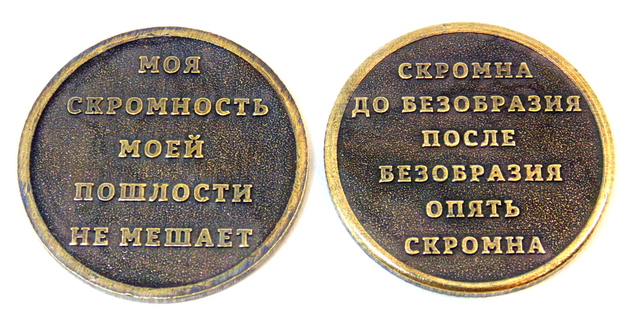 МОЯ
СКРОМНОСТЬ
МОЕЙ
ПОШЛОСТИ
НЕ МЕШАЕТ
СКРОМНА
ДО БЕЗОБРАЗИЯ
ПОСЛЕ
БЕЗОБРАЗИЯ
ОПЯТЬ
СКРОМНА